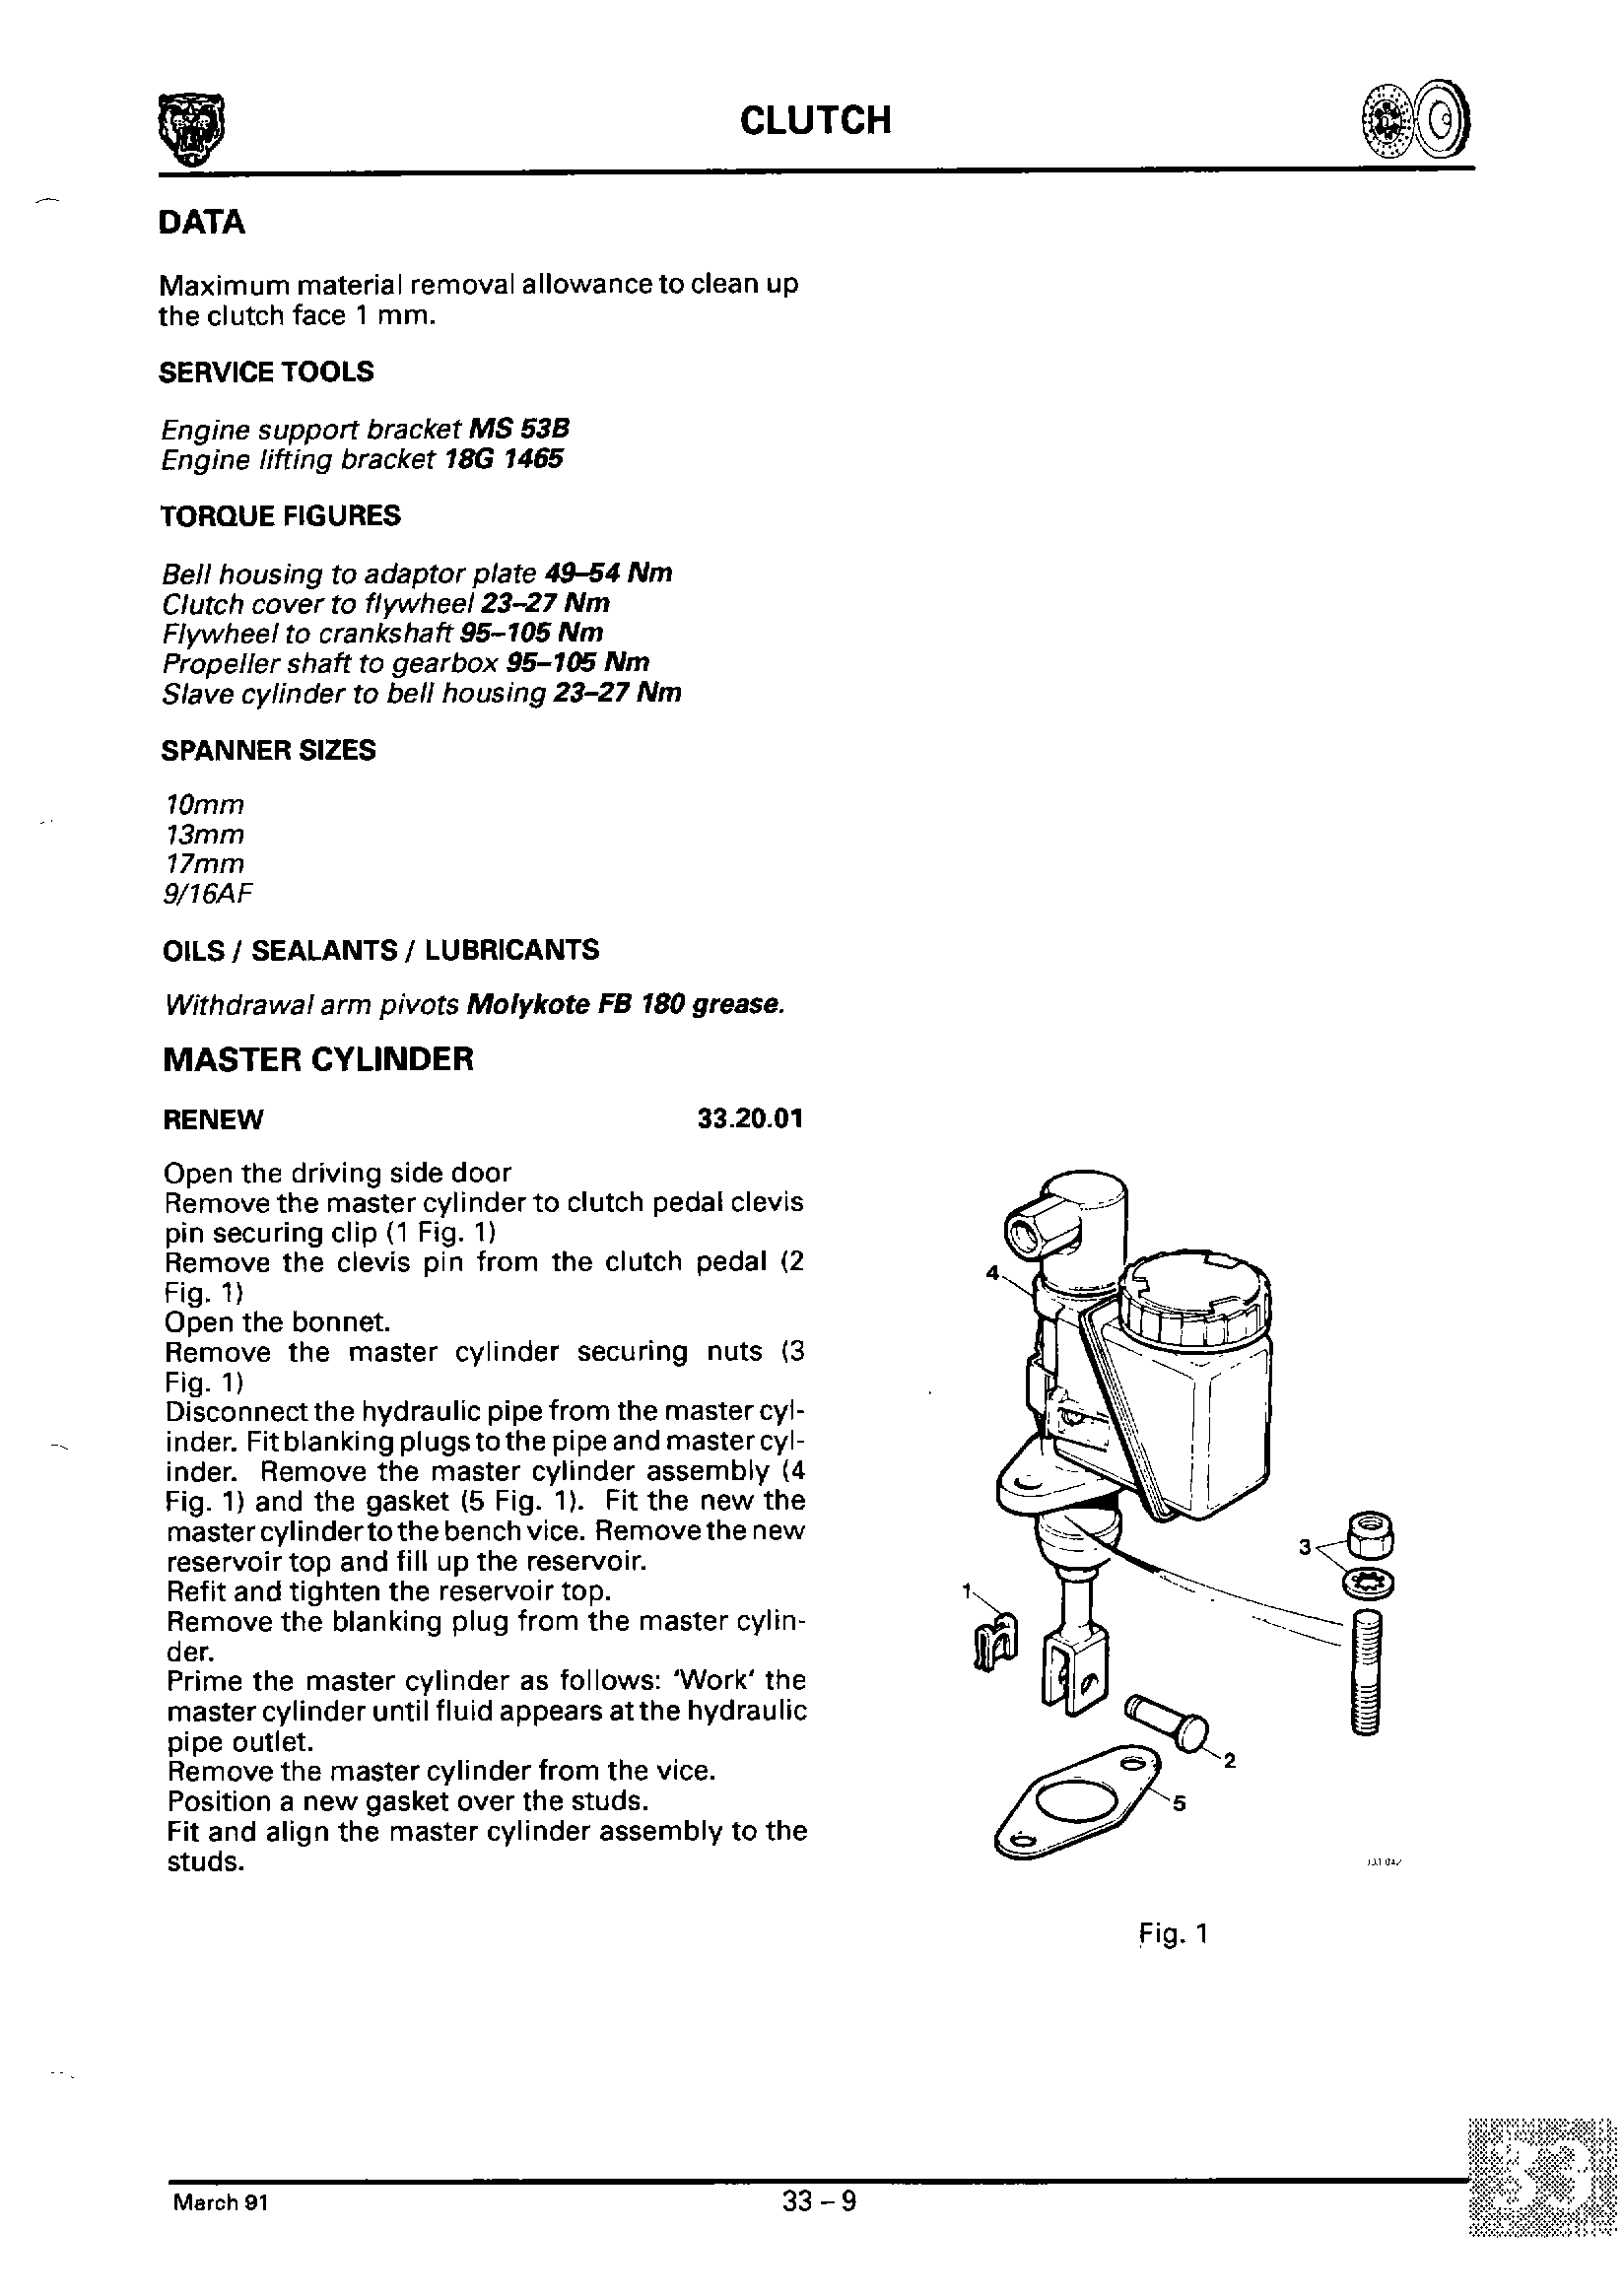 CLUTCH
DATA
Maximum material removal allowance to clean up
the clutch face 1 mm.
SERVICE TOOLS
Engine support bracket MS 53B
Engine lifting bracket 18G 1465
TORQUE FIGURES
Bell housing to adaptor plate 49–54 Nm
Clutch cover to flywheel 23–27 Nm
Flywheel to crankshaft 95–105 Nm
Propeller shaft to gearbox 95–105 Nm
Slave cylinder to bell housing 23–27 Nm
SPANNER SIZES
10mm
13mm
17mm
9/16AF
OILS / SEALANTS / LUBRICANTS
Withdrawal arm pivots Molykote FB 180 grease.
MASTER CYLINDER
RENEW 33.20.01
Open the driving side door
Remove the master cylinder to clutch pedal clevis
pin securing clip (1 Fig. 1)
Remove the clevis pin from the clutch pedal (2
Fig. 1)
Open the bonnet.
Remove the master cylinder securing nuts (3
Fig. 1)
Disconnect the hydraulic pipe from the master cyl-
inder. Fit blanking plugs to the pipe and master cyl-
inder. Remove the master cylinder assembly (4
Fig. 1) and the gasket (5 Fig. 1). Fit the new the
master cylinder to the bench vice. Remove the new
reservoir top and fill up the reservoir.
Refit and tighten the reservoir top.
Remove the blanking plug from the master cylin-
der.
Prime the master cylinder as follows: 'Work' the
master cylinder until fluid appears at the hydraulic
pipe outlet.
Remove the master cylinder from the vice.
Position a new gasket over the studs.
Fit and align the master cylinder assembly to the
studs.
4
3
1
2
5
Fig. 1
March 91
33 – 9
33